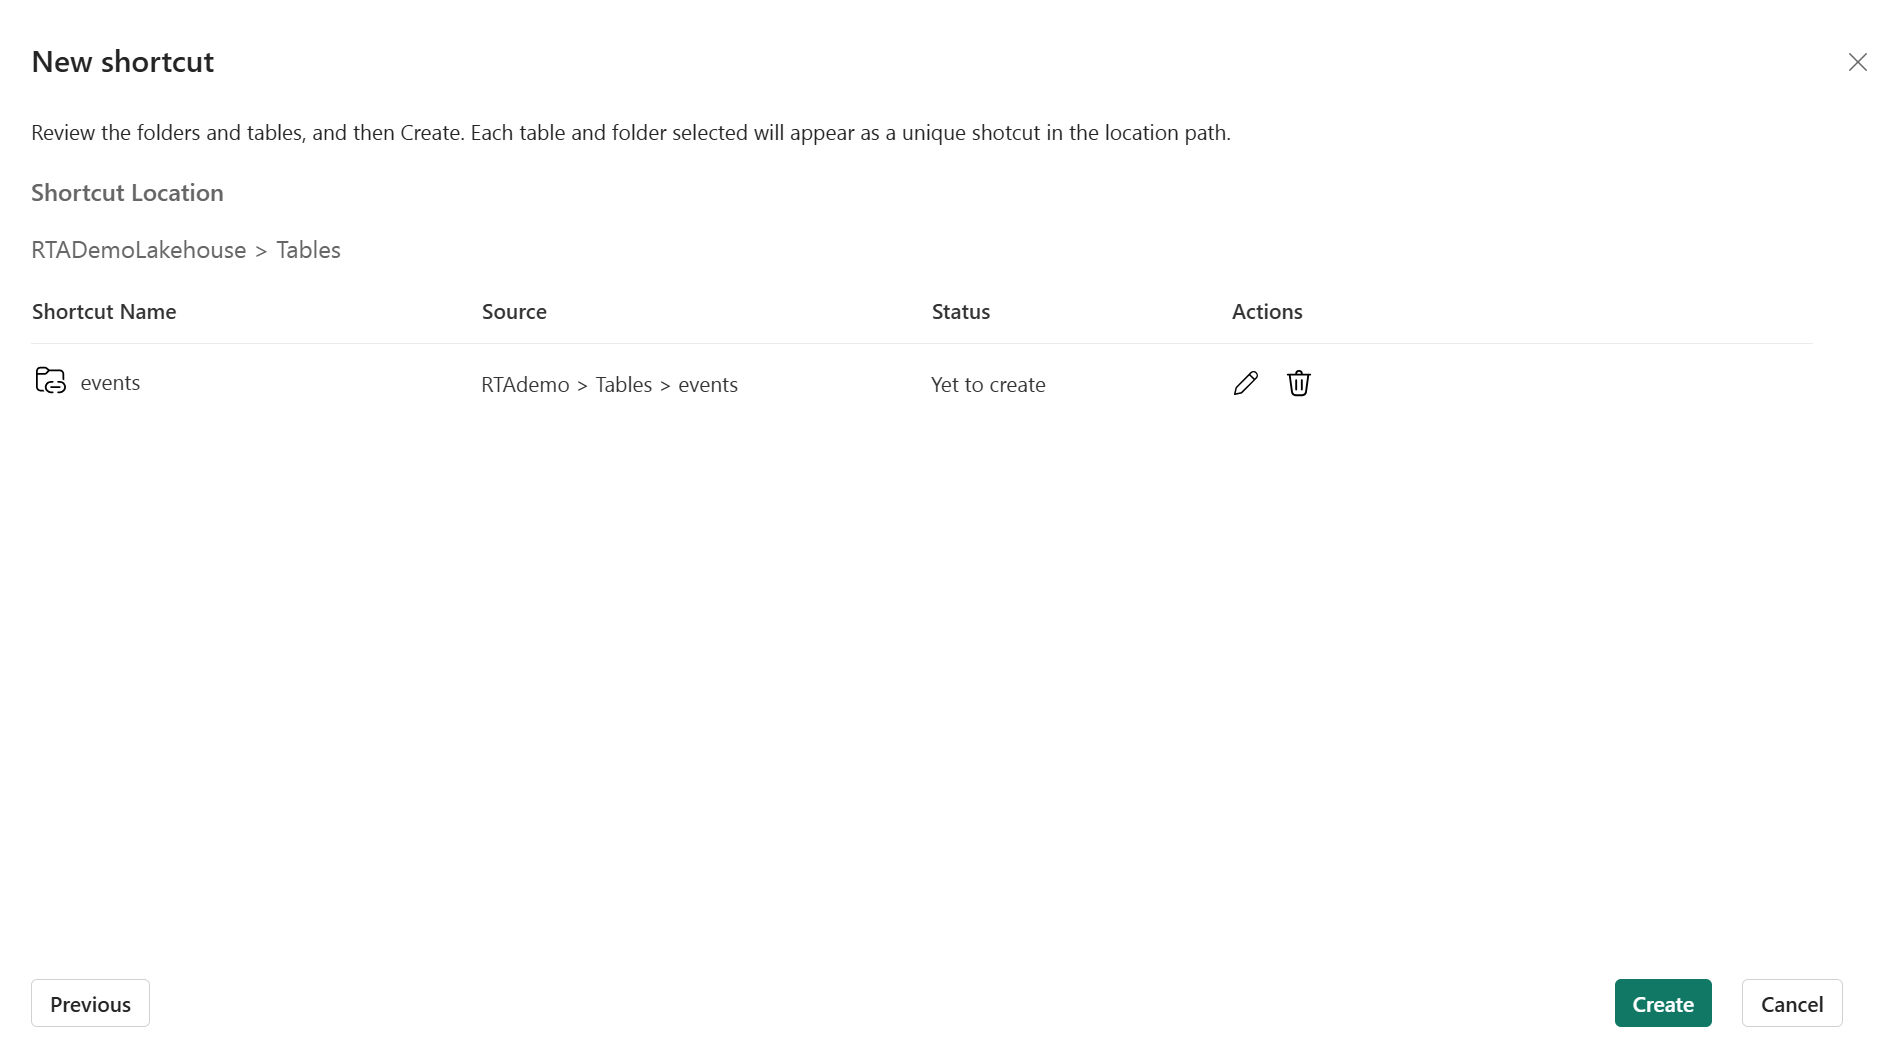 New shortcut
Review the folders and tables, and then Create. Each table and folder selected will appear as a unique shotcut in the location path.
Shortcut Location
RTADemoLakehouse > Tables
Shortcut Name Source Status Actions
events RTAdemo > Tables > events Yet to create
Previous Create Cancel